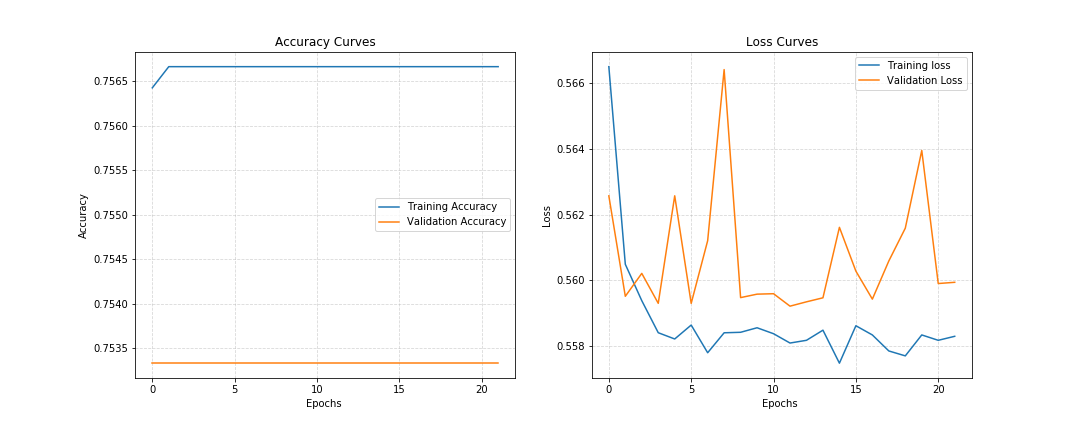 Accuracy Curves
0.7565
0.7560
0.7555
0.7550
0.7545
0.7540
0.7535
Accuracy
Training Accuracy
Validation Accuracy
0 5 10 15 20
Epochs
Loss Curves
0.566
0.564
0.562
0.560
0.558
Loss
Training loss
Validation Loss
0 5 10 15 20
Epochs